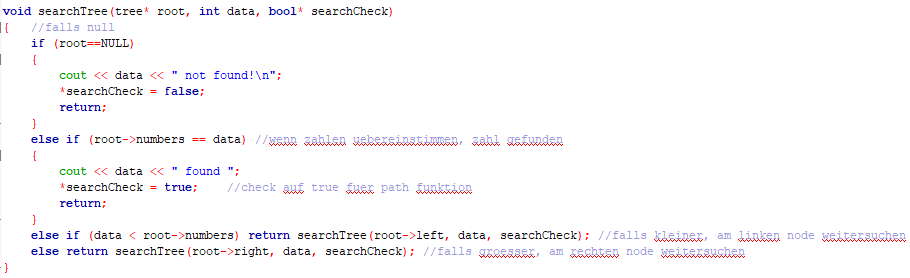 void searchTree(tree* root, int data, bool* searchCheck)
{   //falls null
    if (root==NULL)
    {
        cout << data << " not found!\n";
        *searchCheck = false;
        return;
    }
    else if (root->numbers == data) //wenn zahlen uebereinstimmen, zahl gefunden
    {
        cout << data << " found ";
        *searchCheck = true;    //check auf true fuer path funktion
        return;
    }
    else if (data < root->numbers) return searchTree(root->left, data, searchCheck); //falls kleiner, am linken node weitersuchen
    else return searchTree(root->right, data, searchCheck); //falls groesser, am rechten node weitersuchen
}